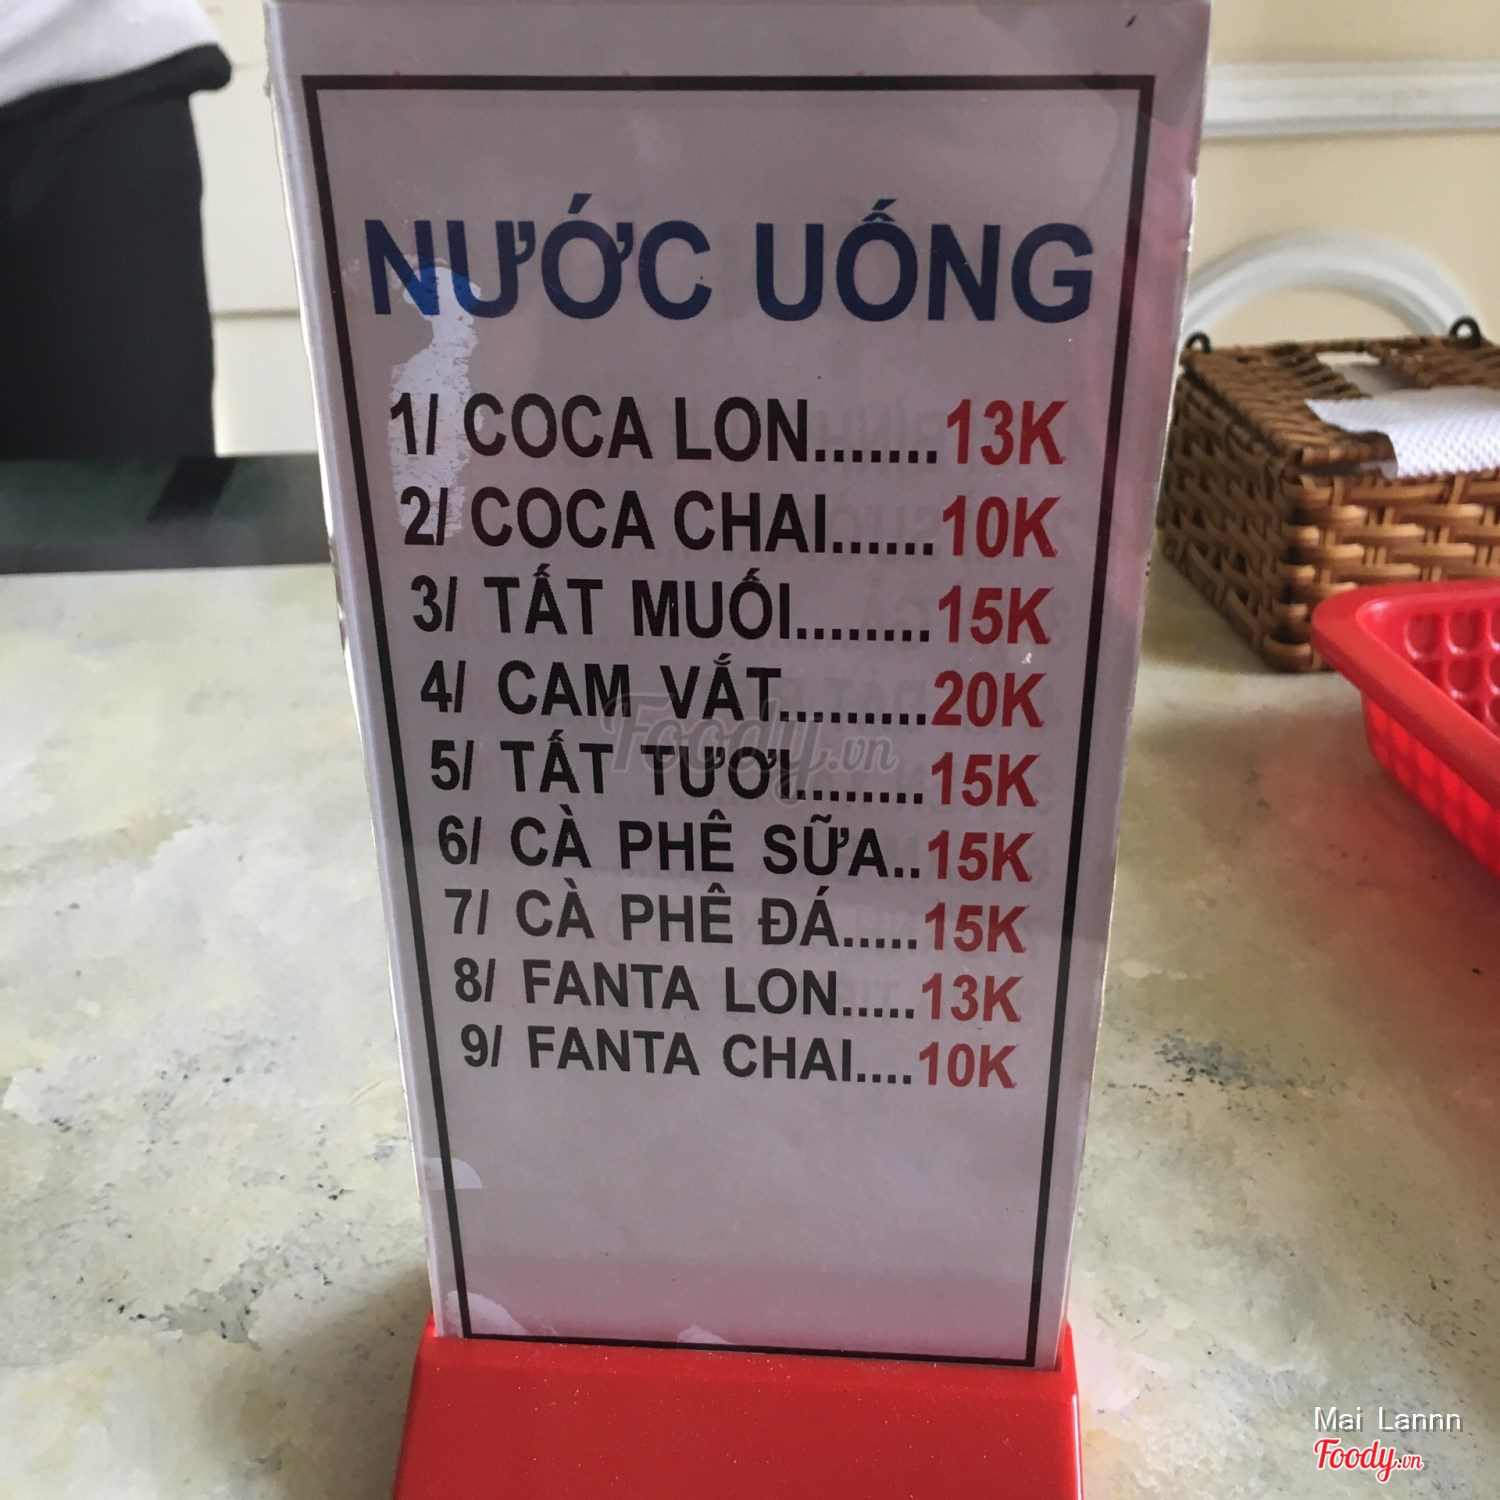 NƯỚC UỐNG
1/ COCA LON.......13K
2/ COCA CHAI......10K
3/ TẤT MUỐI........15K
4/ CAM VẮT.........20K
5/ TẤT TƯƠI........15K
6/ CÀ PHÊ SỮA..15K
7/ CÀ PHÊ ĐÁ.....15K
8/ FANTA LON.....13K
9/ FANTA CHAI....10K
Foody.vn
Mai Lannn
Foody.vn